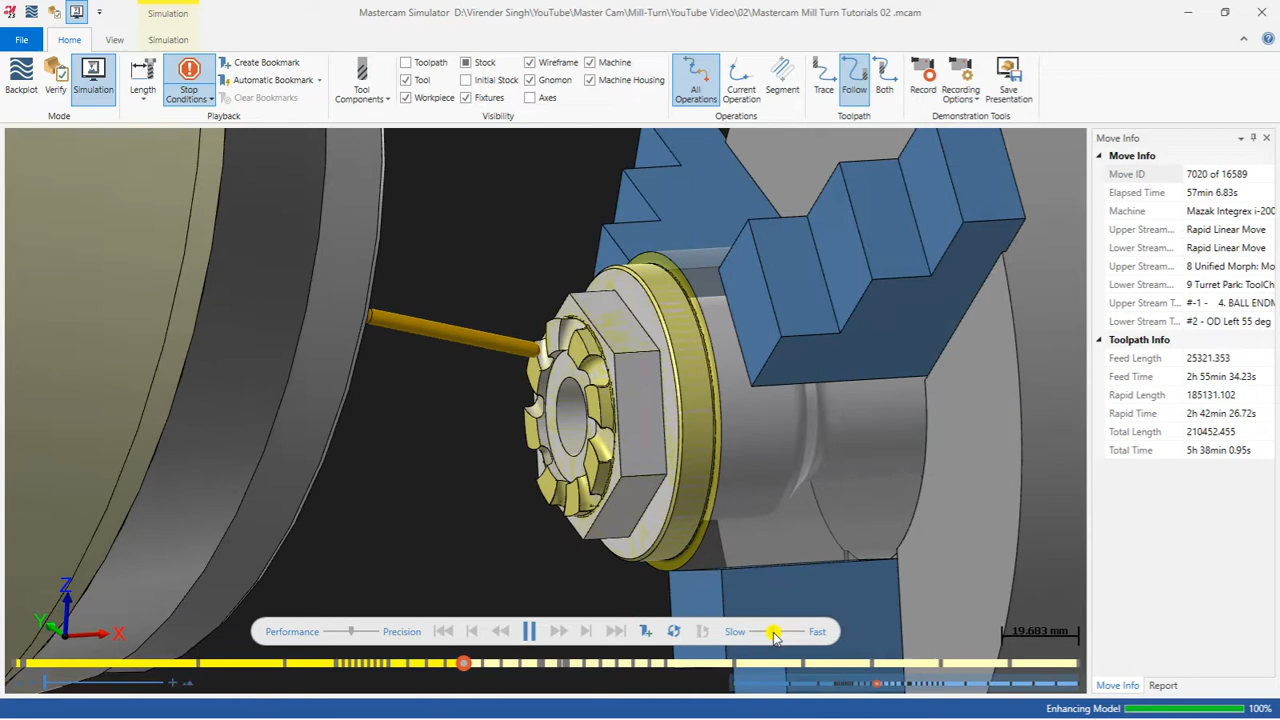 Mastercam Simulator D:\Virender Singh\YouTube\Master Cam\Mill-Turn\YouTube Video\02\Mastercam Mill Turn Tutorials 02 .mcam
Simulation
File
Home
View
Simulation
Backplot
Verify
Simulation
Mode
Length
Stop Conditions
Create Bookmark
Automatic Bookmark
Clear Bookmarks
Playback
Tool Components
Toolpath
Stock
Wireframe
Machine
Tool
Initial Stock
Gnomon
Machine Housing
Workpiece
Fixtures
Axes
Visibility
All Operations
Current Operation
Segment
Operations
Trace
Follow
Both
Toolpath
Record
Recording Options
Save Presentation
Demonstration Tools
Move Info
Move Info
Move ID 7020 of 16589
Elapsed Time 57min 6.83s
Machine Mazak Integrex i-200
Upper Stream... Rapid Linear Move
Lower Stream... Rapid Linear Move
Upper Stream... 8 Unified Morph: Mo
Lower Stream... 9 Turret Park: ToolCh
Upper Stream T... #-1 - 4. BALL ENDM
Lower Stream T... #2 - OD Left 55 deg
Toolpath Info
Feed Length 25321.353
Feed Time 2h 55min 34.23s
Rapid Length 185131.102
Rapid Time 2h 42min 26.72s
Total Length 210452.455
Total Time 5h 38min 0.95s
Z
Y
X
Performance
Precision
Slow
Fast
19.683 mm
Move Info
Report
Enhancing Model
100%